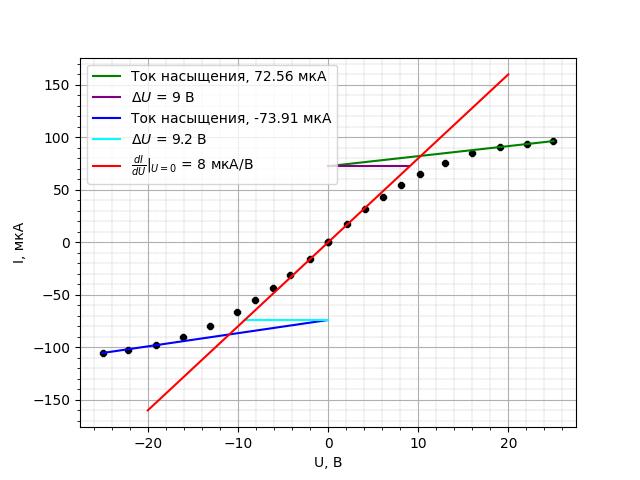 Ток насыщения, 72.56 мкА
ΔU = 9 В
Ток насыщения, -73.91 мкА
ΔU = 9.2 В
dI/dU|U=0 = 8 мкА/В
150
100
50
0
−50
−100
−150
I, мкА
−20 −10 0 10 20
U, В